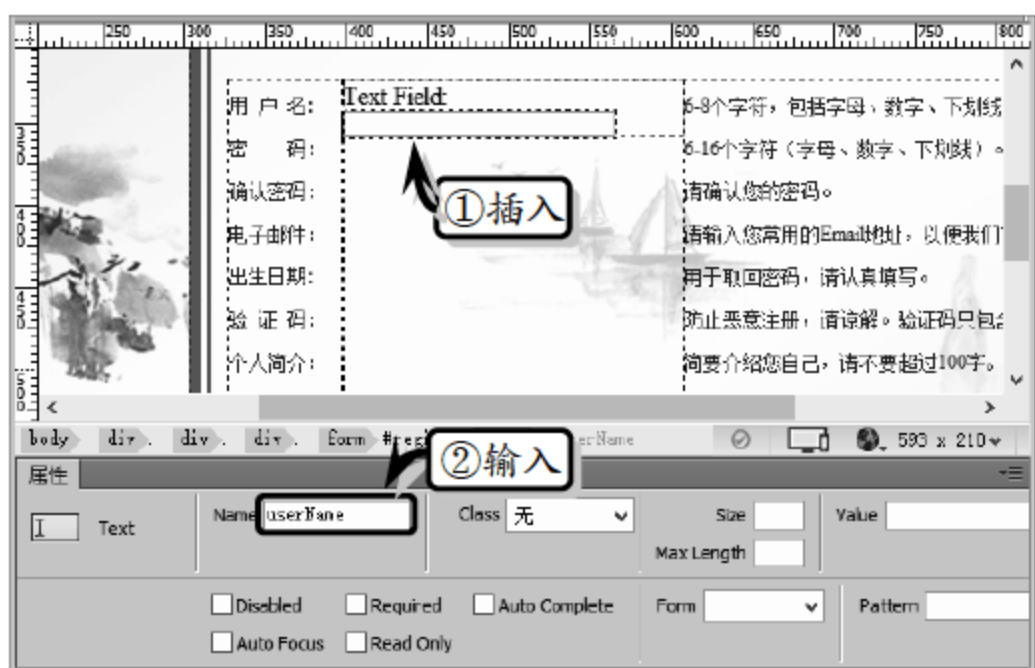 250 300 350 400 450 500 550 600 650 700 750 800
350
400
450
500
用 户 名: Text Field: 6-8个字符，包括字母、数字、下划线
密 码: 6-16个字符（字母、数字、下划线）。
确认密码: 请确认您的密码。
①插入
电子邮件: 请输入您常用的Email地址，以便我们
出生日期: 用于取回密码，请认真填写。
验 证 码: 防止恶意注册，请谅解。验证码只包含
个人简介: 简要介绍您自己，请不要超过100字。
body div. div. div. form 593 x 210
②输入
属性
Text Name userName Class 无 Size Value
Max Length
Disabled Required Auto Complete Form Pattern
Auto Focus Read Only